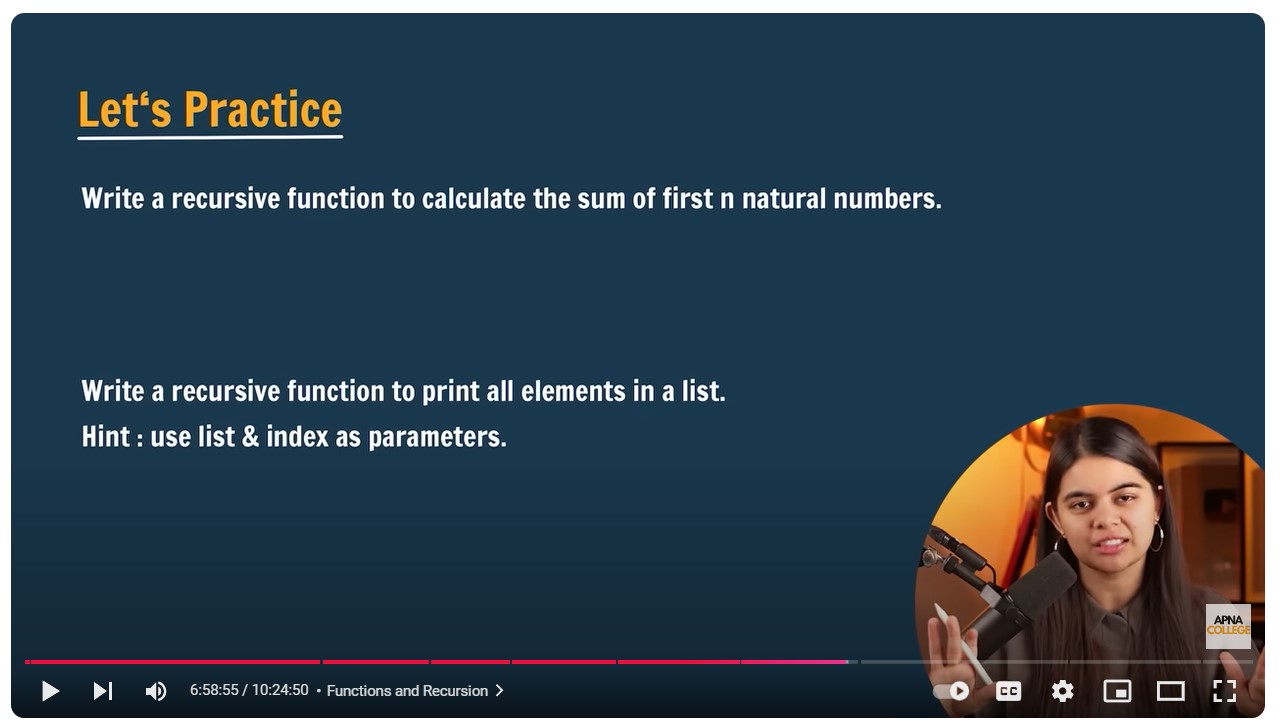 Let‘s Practice
Write a recursive function to calculate the sum of first n natural numbers.
Write a recursive function to print all elements in a list.
Hint : use list & index as parameters.
APNA
COLLEGE
6:58:55 / 10:24:50 • Functions and Recursion
CC